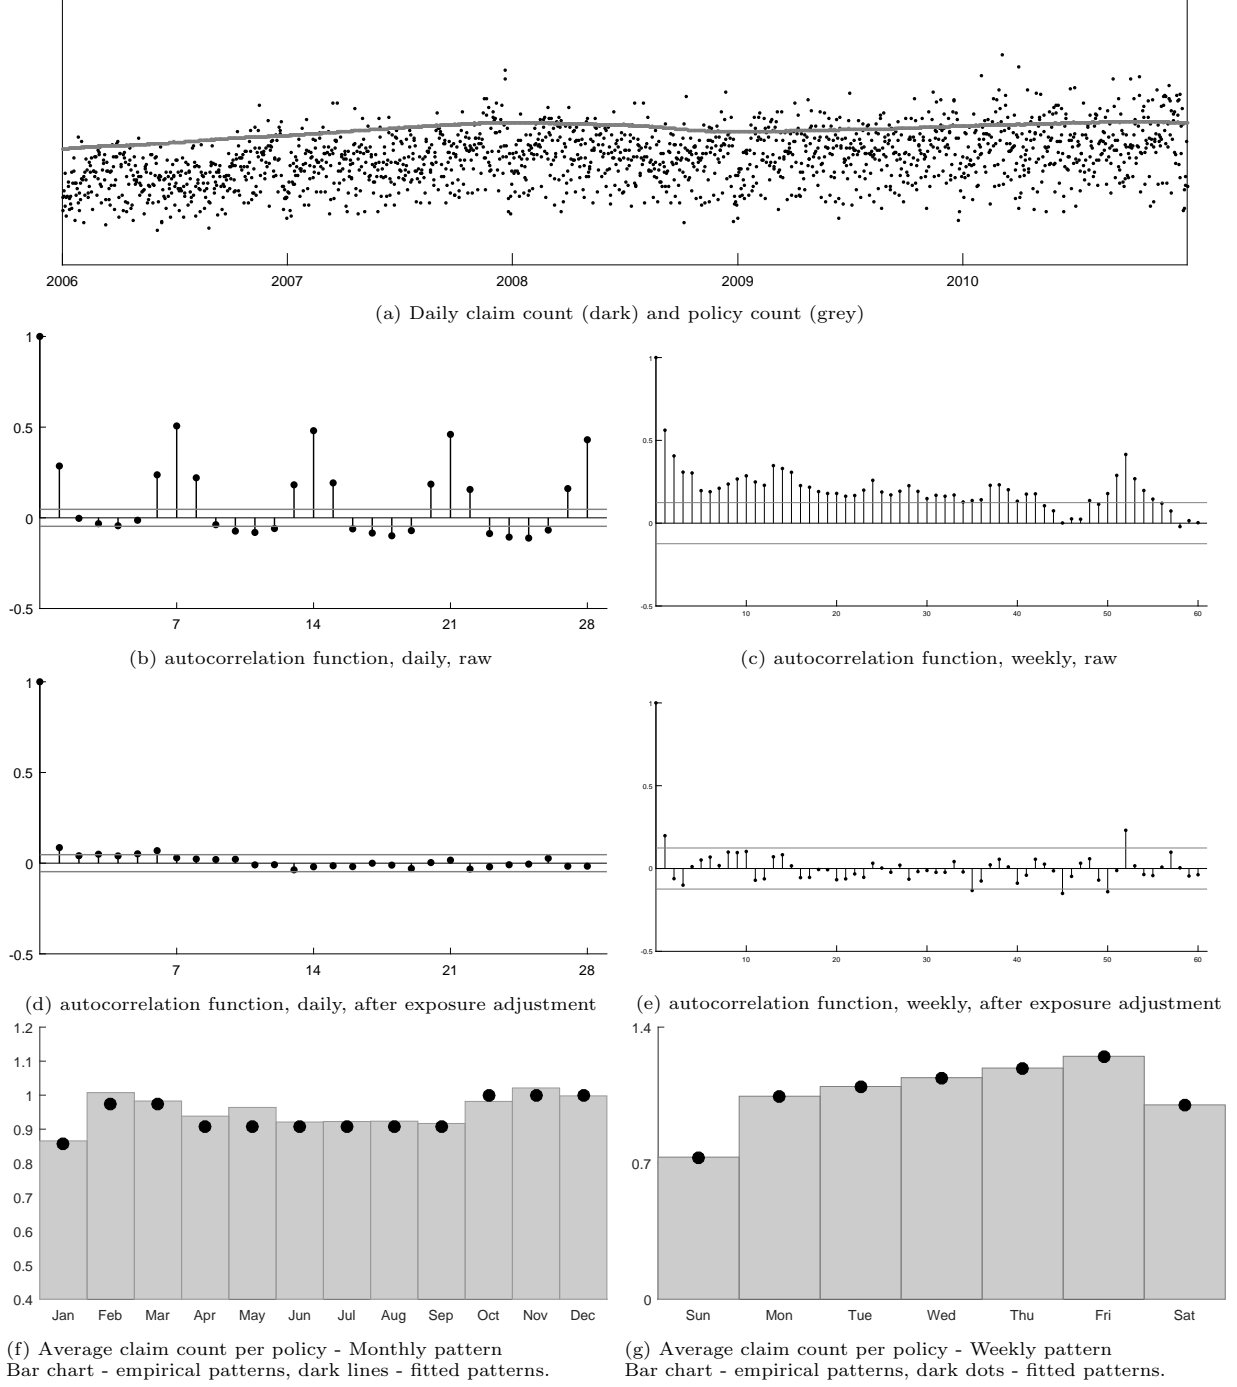 2006 2007 2008 2009 2010
(a) Daily claim count (dark) and policy count (grey)
1
0.5
0
-0.5
7 14 21 28
(b) autocorrelation function, daily, raw
1
0.5
0
-0.5
10 20 30 40 50 60
(c) autocorrelation function, weekly, raw
1
0.5
0
-0.5
7 14 21 28
(d) autocorrelation function, daily, after exposure adjustment
1
0.5
0
-0.5
10 20 30 40 50 60
(e) autocorrelation function, weekly, after exposure adjustment
1.2
1.1
1
0.9
0.8
0.7
0.6
0.5
0.4
Jan Feb Mar Apr May Jun Jul Aug Sep Oct Nov Dec
(f) Average claim count per policy - Monthly pattern
Bar chart - empirical patterns, dark lines - fitted patterns.
1.4
0.7
0
Sun Mon Tue Wed Thu Fri Sat
(g) Average claim count per policy - Weekly pattern
Bar chart - empirical patterns, dark dots - fitted patterns.